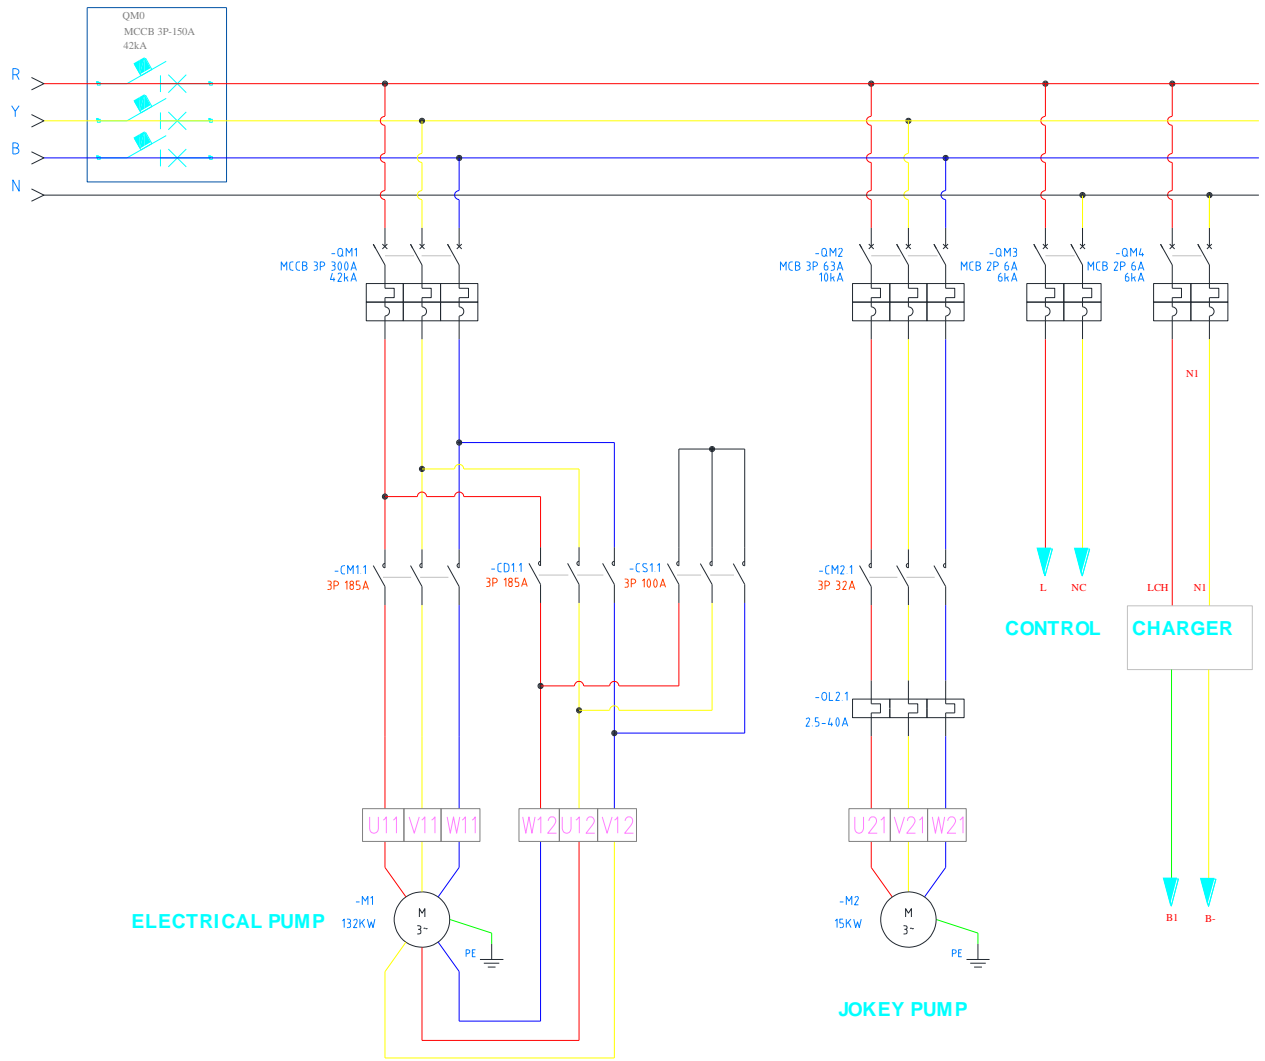 QM0
MCCB 3P-150A
42kA
R
Y
B
N
-QM1
MCCB 3P 300A
42kA
-QM2
MCB 3P 63A
10kA
-QM3
MCB 2P 6A
6kA
-QM4
MCB 2P 6A
6kA
N1
-CM1.1
3P 185A
-CD1.1
3P 185A
-CS1.1
3P 100A
-CM2.1
3P 32A
L
NC
LCH
N1
CONTROL
CHARGER
-OL2.1
2.5-40A
U11
V11
W11
W12
U12
V12
U21
V21
W21
-M1
132KW
M
3~
PE
ELECTRICAL PUMP
-M2
15KW
M
3~
PE
B1
B-
JOKEY PUMP